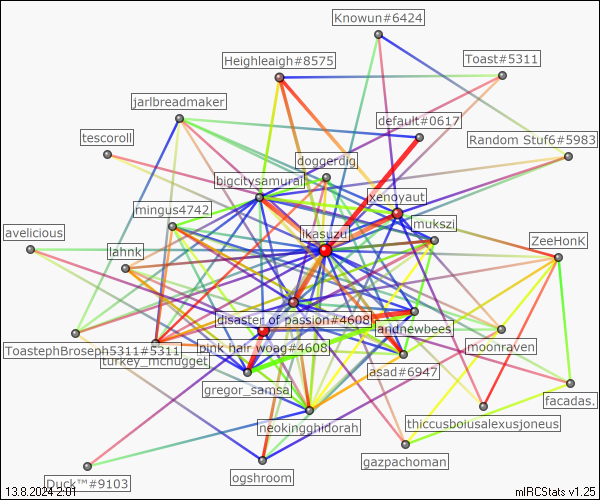 Knowun#6424
Heighleaigh#8575
Toast#5311
jarlbreadmaker
default#0617
tescoroll
Random Stuf6#5983
doggerdig
bigcitysamurai
xenoyaut
mingus4742
mukszi
avelicious
ikasuzu
ZeeHonK
lahnk
disaster of passion#4608
andnewbees
ToastephBroseph5311#5311
pink hair woag#4608
moonraven
turkey_mcnugget
asad#6947
gregor_samsa
facadas.
neokingghidorah
thiccusboiusalexusjoneus
gazpachoman
ogshroom
Duck™#9103
13.8.2024 2:01
mIRCStats v1.25